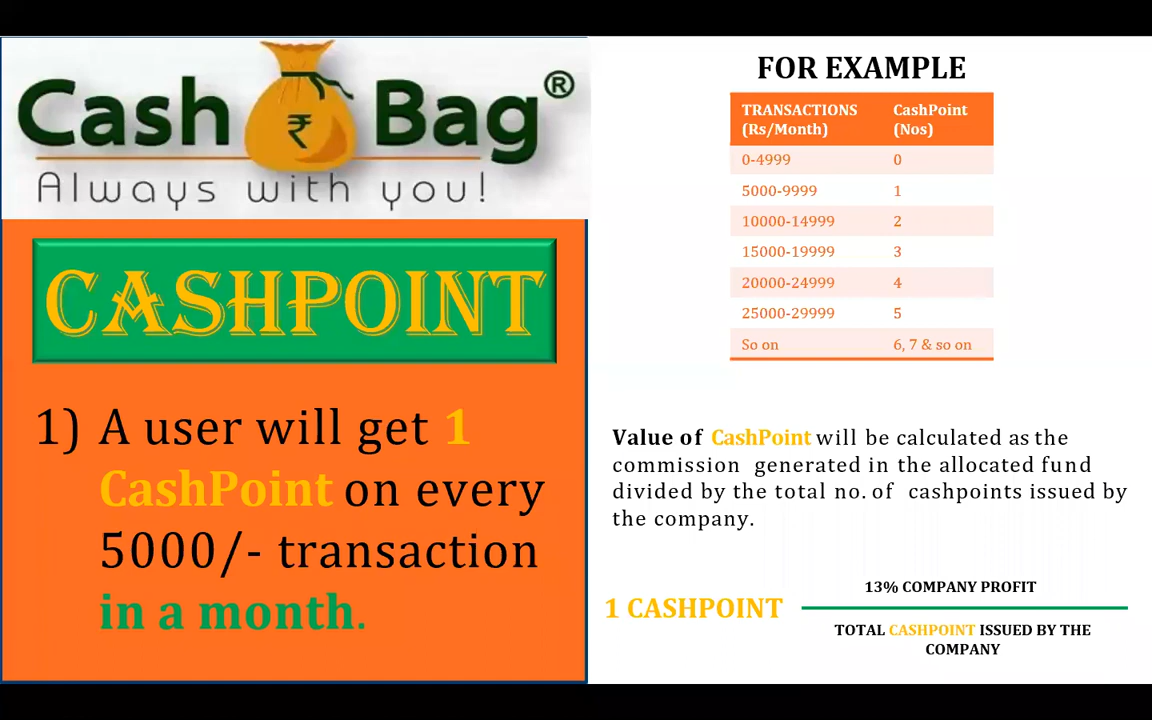 Cash Bag®
Always with you!
CASHPOINT
1) A user will get 1
CashPoint on every
5000/- transaction
in a month.
FOR EXAMPLE
TRANSACTIONS (Rs/Month) CashPoint (Nos)
0-4999 0
5000-9999 1
10000-14999 2
15000-19999 3
20000-24999 4
25000-29999 5
So on 6, 7 & so on
Value of CashPoint will be calculated as the
commission generated in the allocated fund
divided by the total no. of cashpoints issued by
the company.
1 CASHPOINT
13% COMPANY PROFIT
TOTAL CASHPOINT ISSUED BY THE
COMPANY